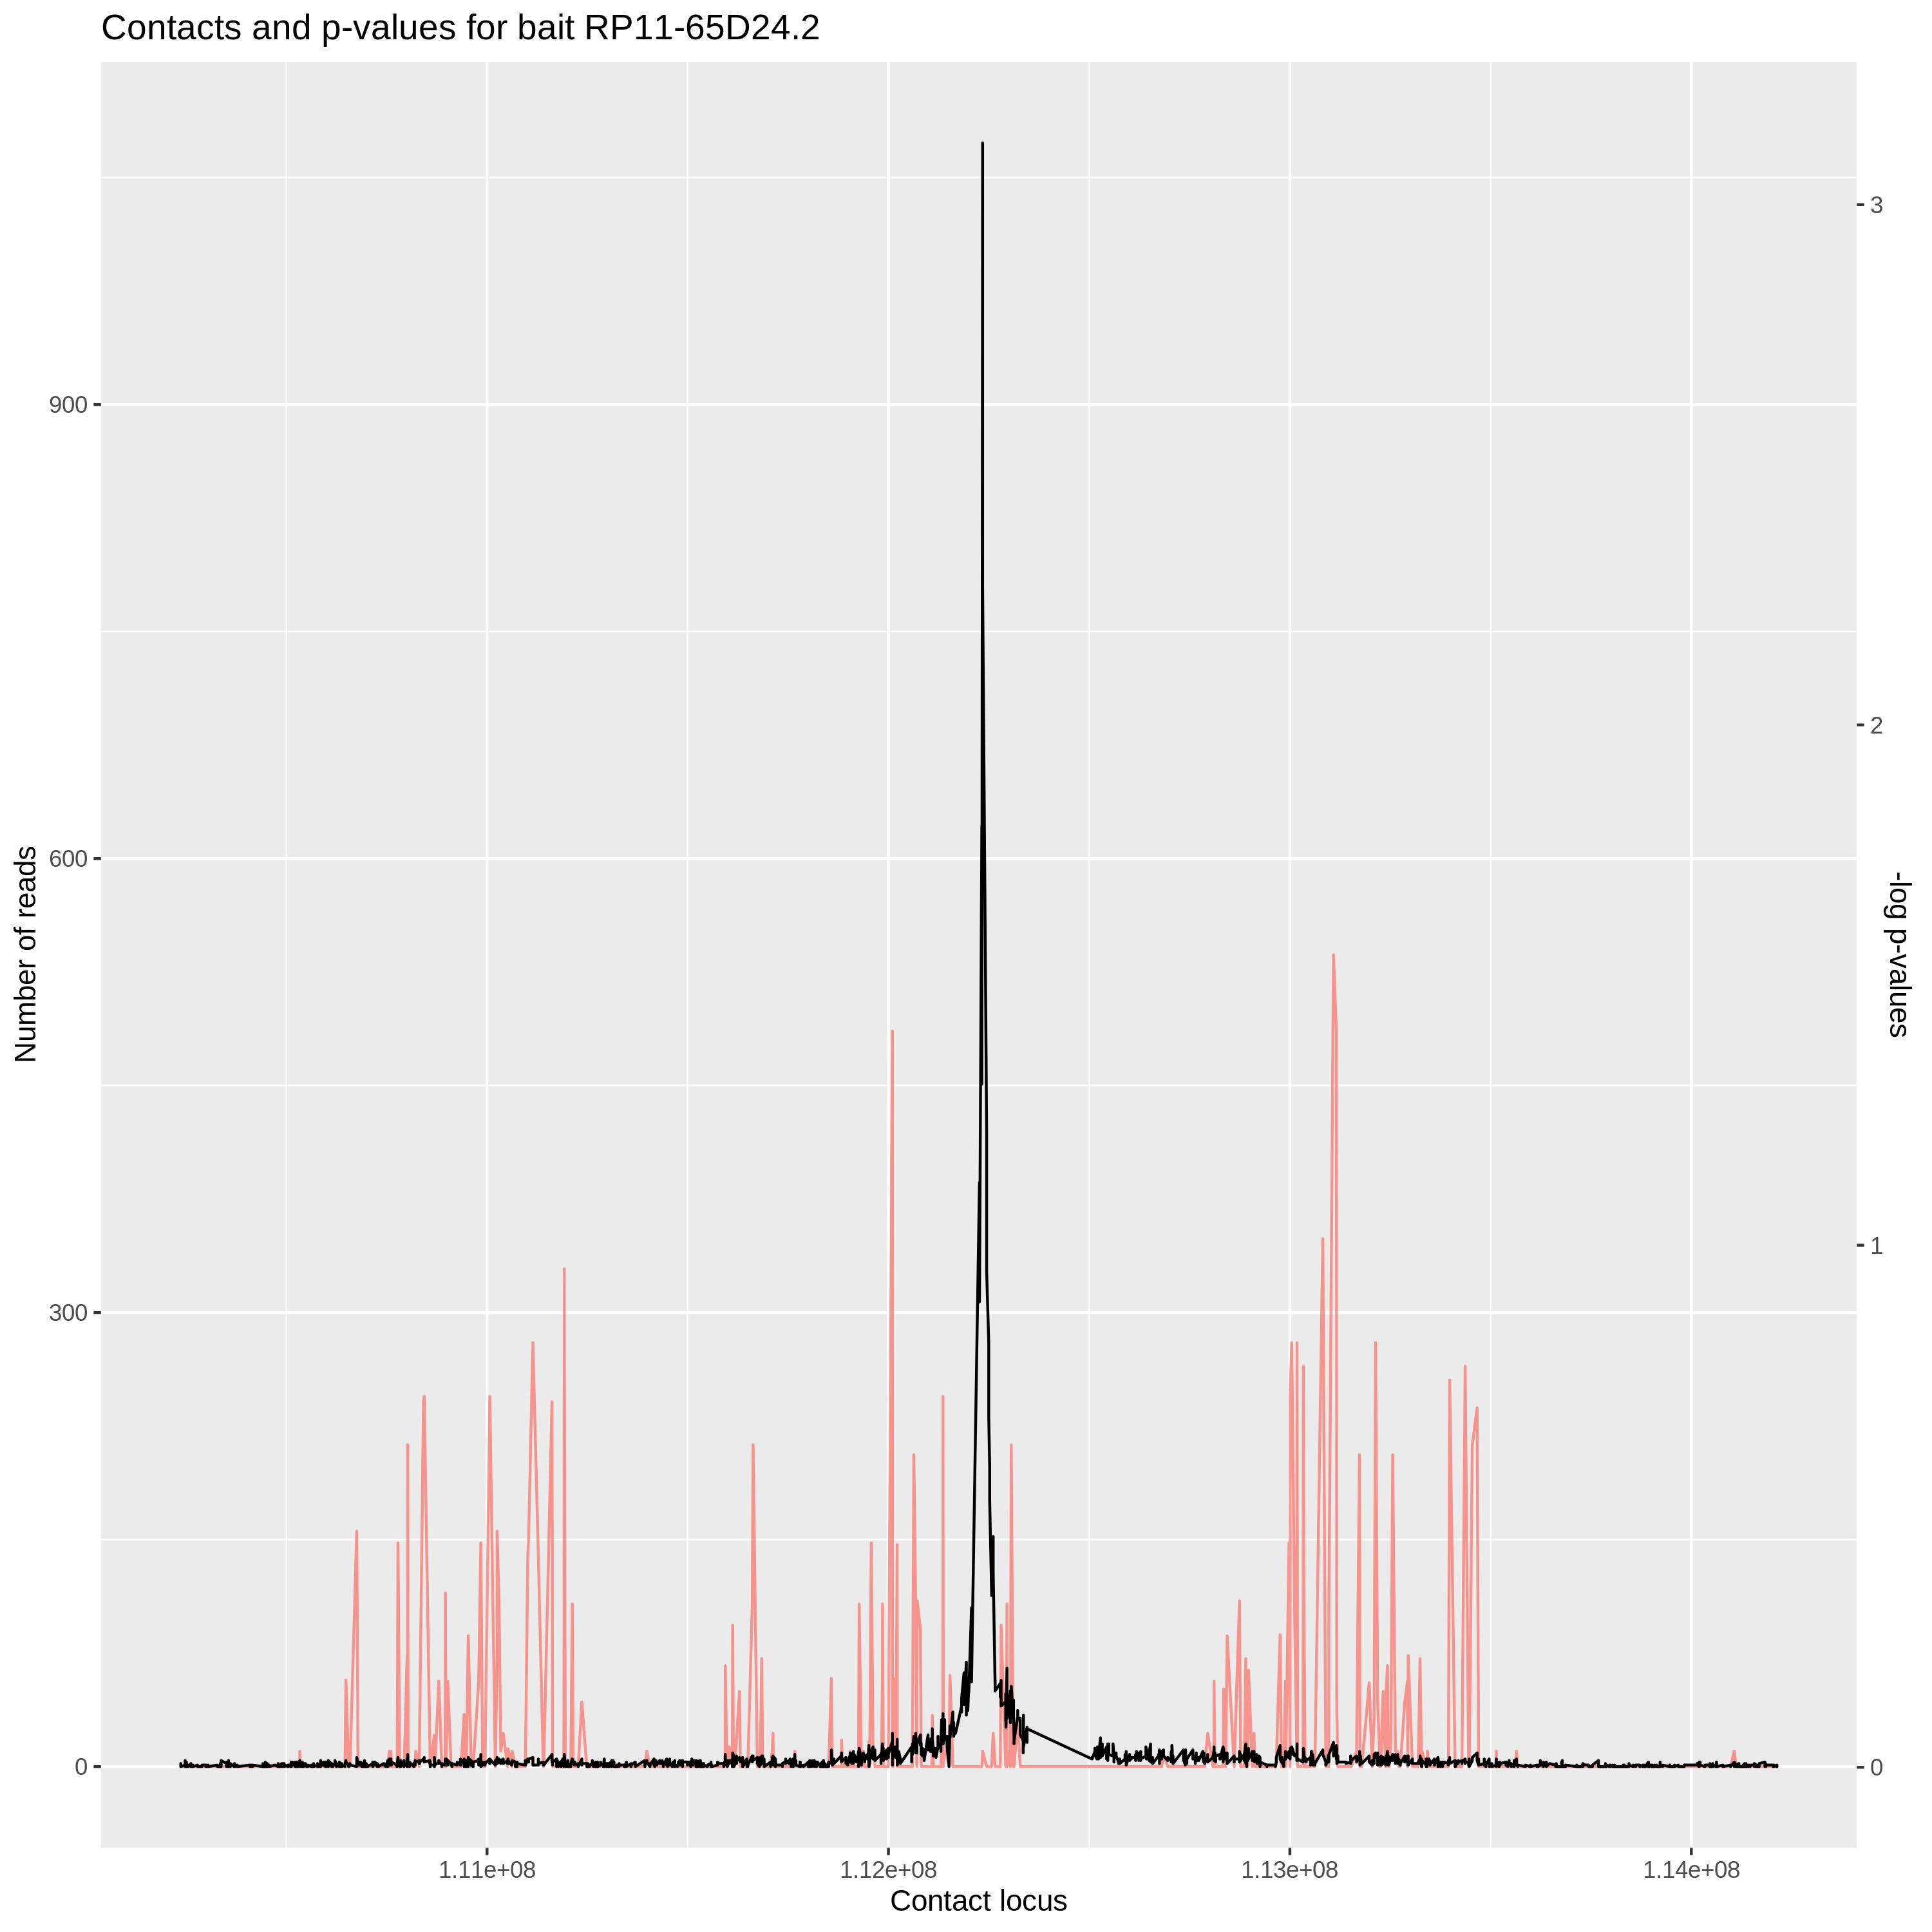 Contacts and p-values for bait RP11-65D24.2
Number of reads
900
600
300
0
3
2
1
0
-log p-values
1.11e+08
1.12e+08
1.13e+08
1.14e+08
Contact locus